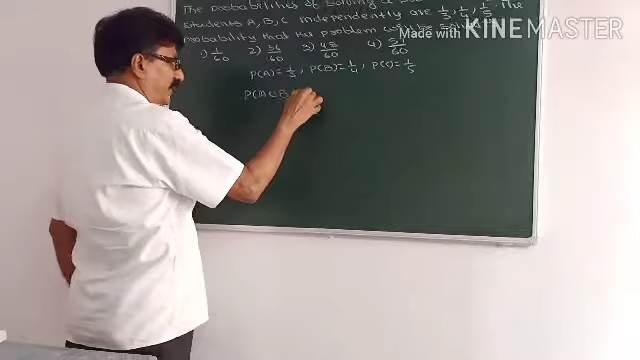 The probabilities of solving a
students A, B, C independently are 1/3, 1/4, 1/5. The
probability that the problem will be
1) 1/60 2) 36/60 3) 48/60 4) /60
P(A) = 1/3, P(B) = 1/4, P(C) = 1/5
P(A ∪ B
Made with KINEMASTER